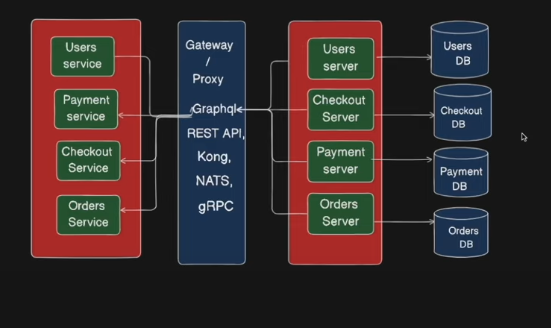 Users
service
Payment
service
Checkout
Service
Orders
Service
Gateway
/
Proxy
Graphql
REST API,
Kong,
NATS,
gRPC
Users
server
Checkout
Server
Payment
server
Orders
Server
Users
DB
Checkout
DB
Payment
DB
Orders
DB